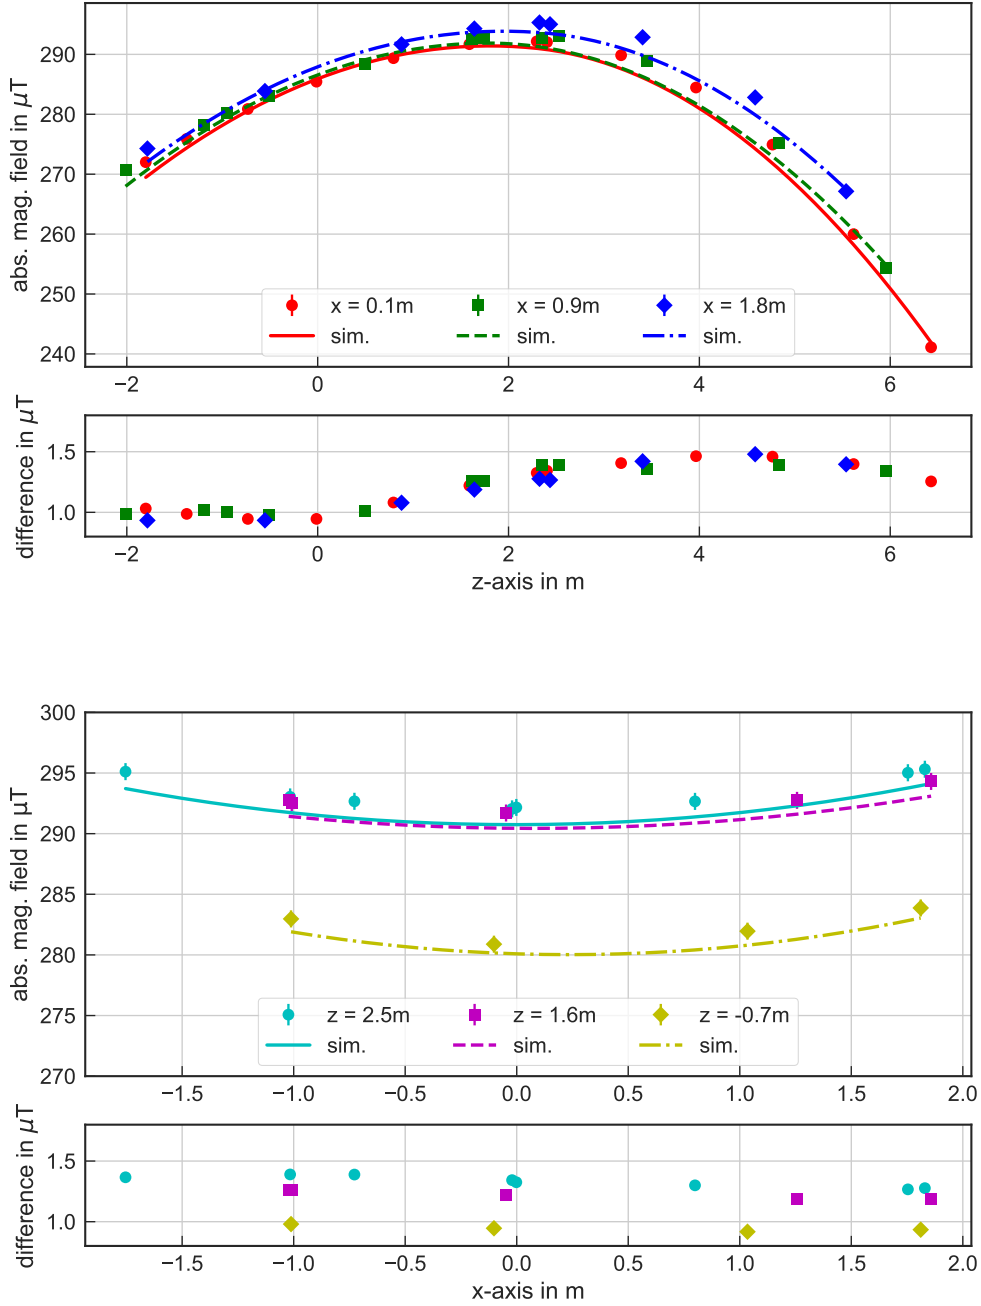 abs. mag. field in μT
290
280
270
260
250
240
x = 0.1m x = 0.9m x = 1.8m
sim. sim. sim.
−2 0 2 4 6
difference in μT
1.5
1.0
−2 0 2 4 6
z-axis in m
abs. mag. field in μT
300
295
290
285
280
275
270
z = 2.5m z = 1.6m z = -0.7m
sim. sim. sim.
−1.5 −1.0 −0.5 0.0 0.5 1.0 1.5 2.0
difference in μT
1.5
1.0
−1.5 −1.0 −0.5 0.0 0.5 1.0 1.5 2.0
x-axis in m